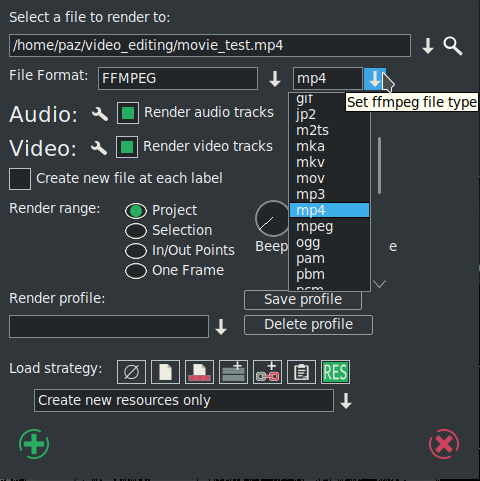 Select a file to render to:
/home/paz/video_editing/movie_test.mp4
File Format: FFMPEG mp4
Set ffmpeg file type
gif
jp2
m2ts
mka
mkv
mov
mp3
mp4
mpeg
ogg
pam
pbm
pcm
Audio: Render audio tracks
Video: Render video tracks
Create new file at each label
Render range: Project
Selection
In/Out Points
One Frame
Beep e
Render profile: Save profile
Delete profile
Load strategy: RES
Create new resources only